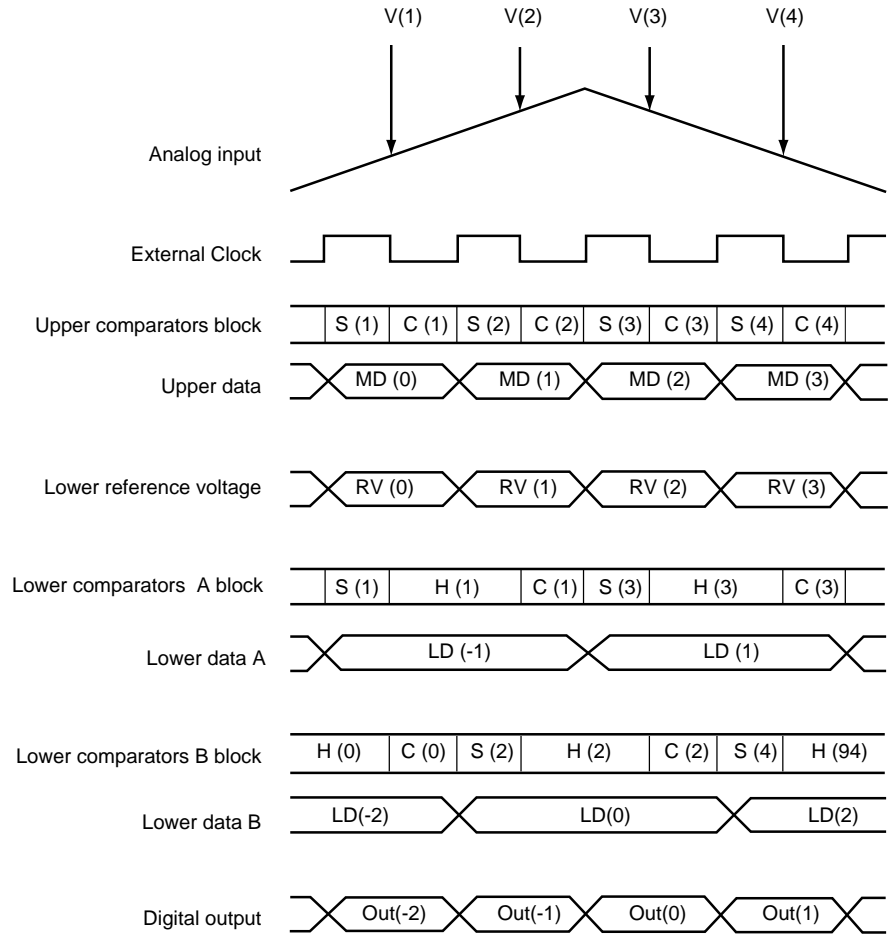 V(1) V(2) V(3) V(4)
Analog input
External Clock
Upper comparators block S (1) C (1) S (2) C (2) S (3) C (3) S (4) C (4)
Upper data MD (0) MD (1) MD (2) MD (3)
Lower reference voltage RV (0) RV (1) RV (2) RV (3)
Lower comparators A block S (1) H (1) C (1) S (3) H (3) C (3)
Lower data A LD (-1) LD (1)
Lower comparators B block H (0) C (0) S (2) H (2) C (2) S (4) H (94)
Lower data B LD(-2) LD(0) LD(2)
Digital output Out(-2) Out(-1) Out(0) Out(1)